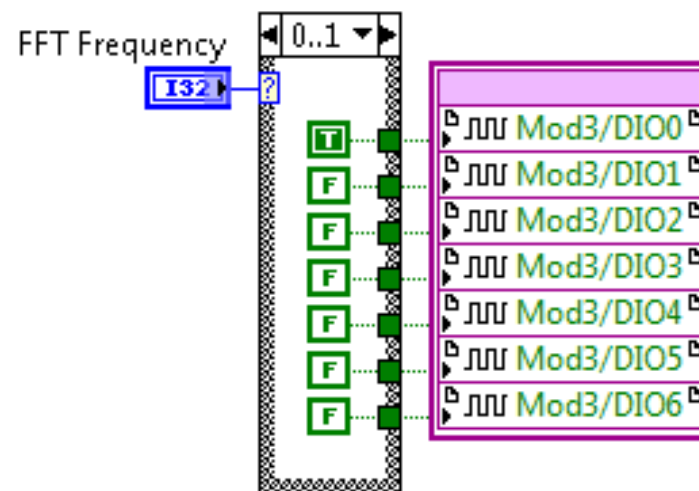 FFT Frequency
0..1
I32
?
T
Mod3/DIO0
F
Mod3/DIO1
F
Mod3/DIO2
F
Mod3/DIO3
F
Mod3/DIO4
F
Mod3/DIO5
F
Mod3/DIO6